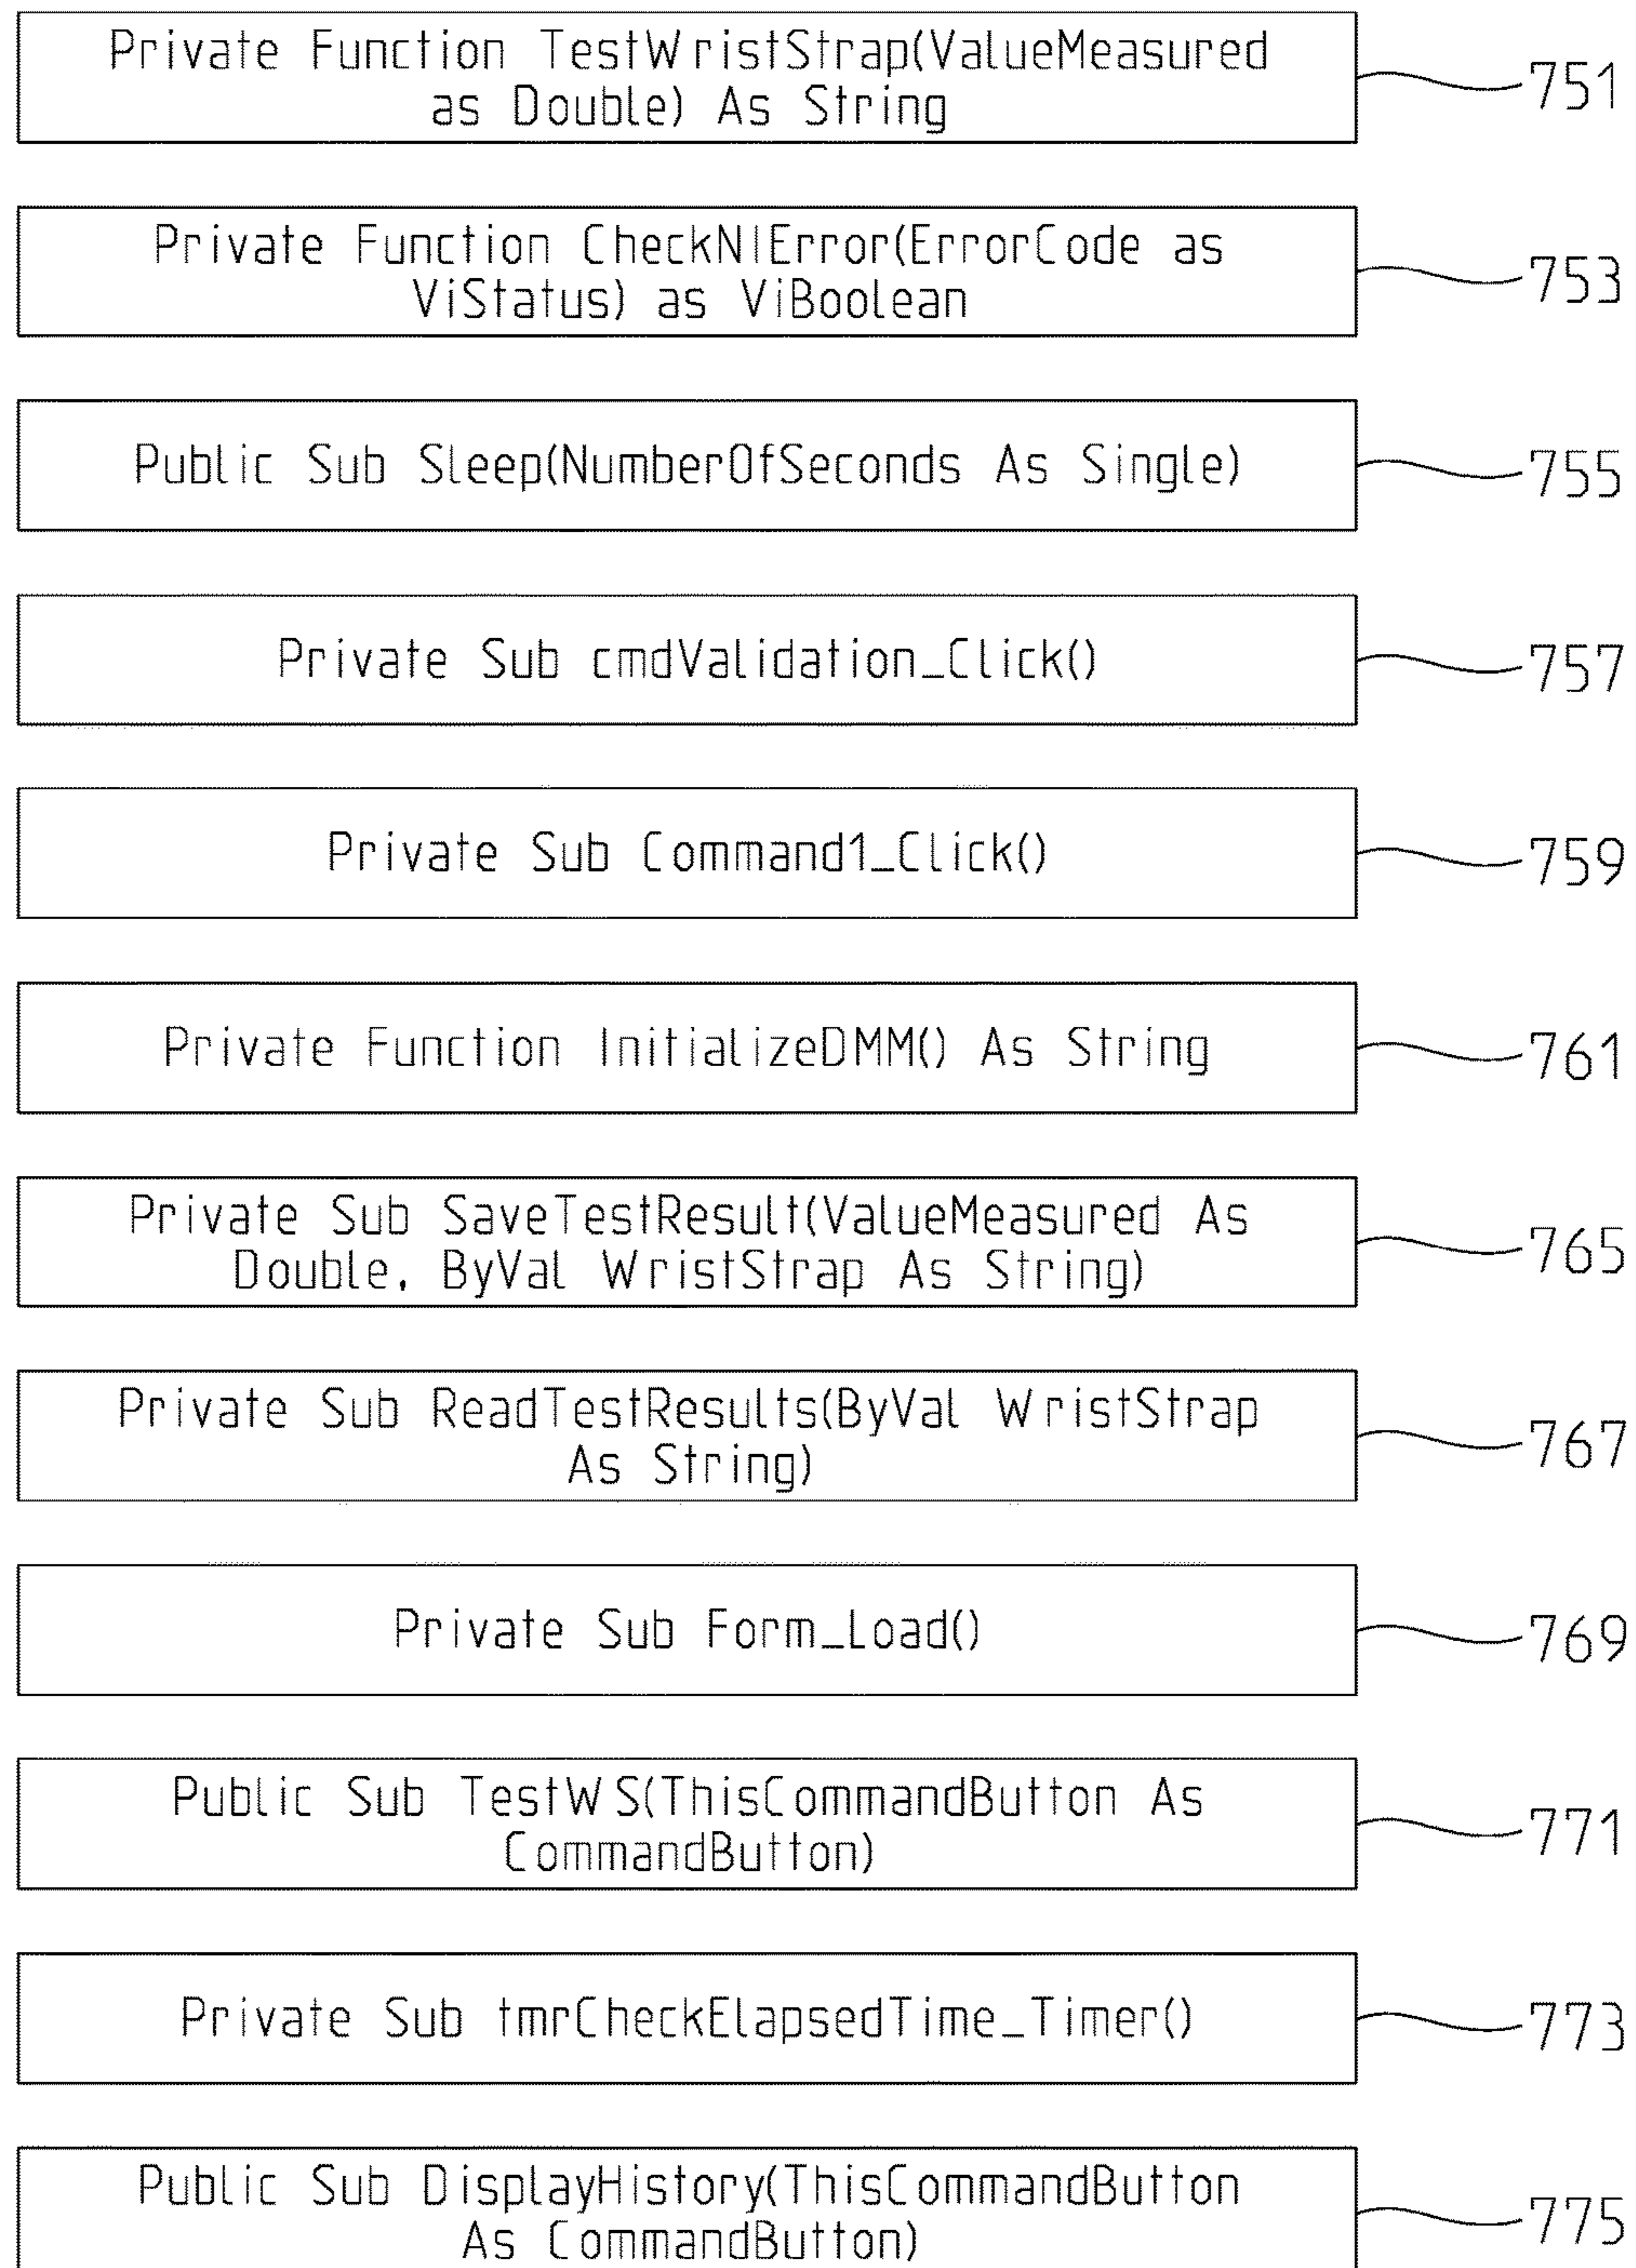 Private Function TestWristStrap(ValueMeasured
as Double) As String
751
Private Function CheckNIError(ErrorCode as
ViStatus) as ViBoolean
753
Public Sub Sleep(NumberOfSeconds As Single)
755
Private Sub cmdValidation_Click()
757
Private Sub Command1_Click()
759
Private Function InitializeDMM() As String
761
Private Sub SaveTestResult(ValueMeasured As
Double, ByVal WristStrap As String)
765
Private Sub ReadTestResults(ByVal WristStrap
As String)
767
Private Sub Form_Load()
769
Public Sub TestWS(ThisCommandButton As
CommandButton)
771
Private Sub tmrCheckElapsedTime_Timer()
773
Public Sub DisplayHistory(ThisCommandButton
As CommandButton)
775